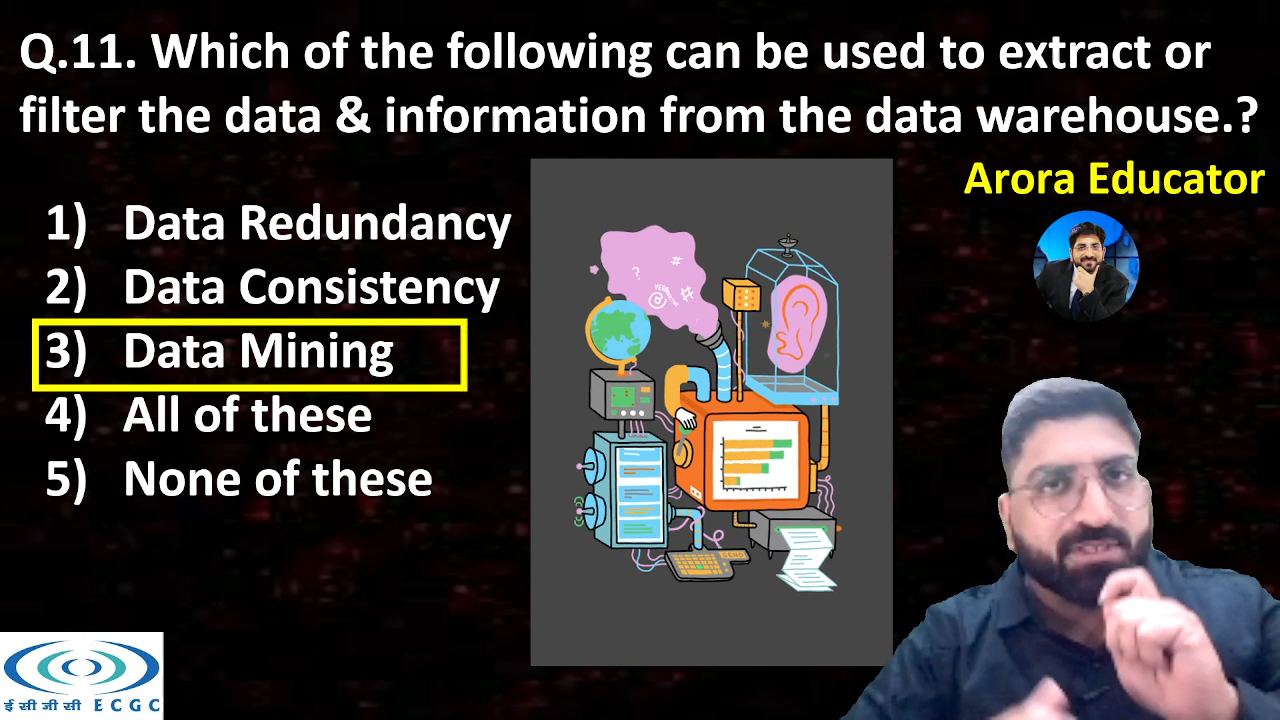 Q.11. Which of the following can be used to extract or
filter the data & information from the data warehouse.?
Arora Educator
1) Data Redundancy
2) Data Consistency
3) Data Mining
4) All of these
5) None of these
?
#
#
@
SEND
ई सी जी सी ECGC